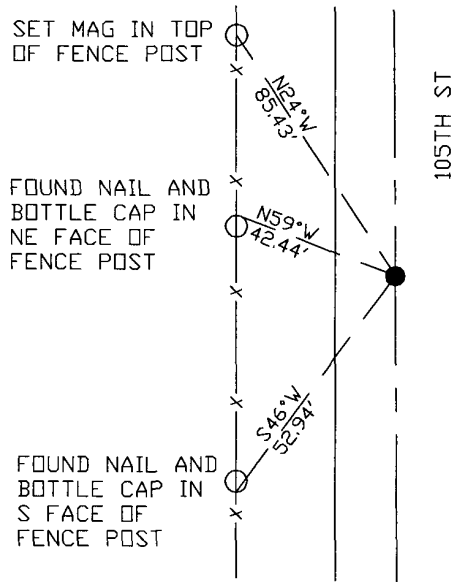 SET MAG IN TOP
OF FENCE POST
N24°W
85.43'
105TH ST
FOUND NAIL AND
BOTTLE CAP IN
NE FACE OF
FENCE POST
N59°W
42.44'
S46°W
52.94'
FOUND NAIL AND
BOTTLE CAP IN
S FACE OF
FENCE POST